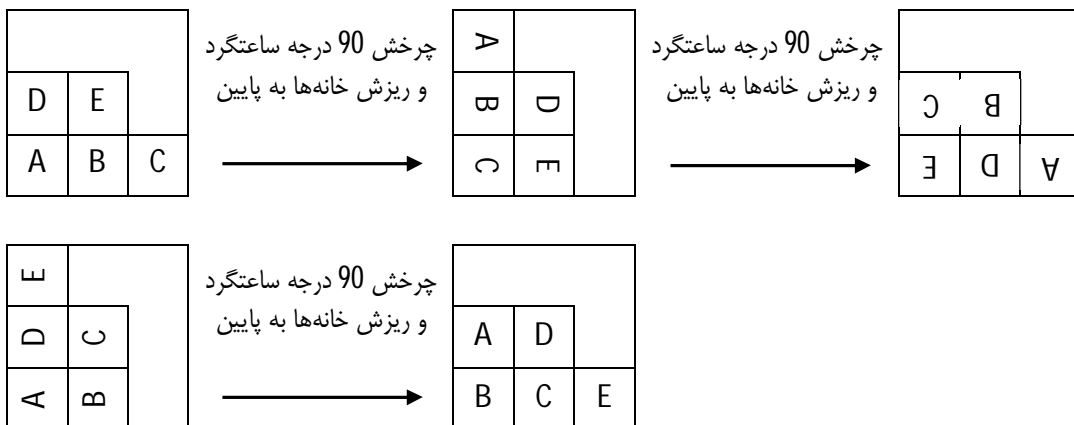 چرخش 90 درجه ساعتگرد
و ریزش خانه‌ها به پایین
چرخش 90 درجه ساعتگرد
و ریزش خانه‌ها به پایین
D E
A B C
A
B D
C E
C B
E D A
چرخش 90 درجه ساعتگرد
و ریزش خانه‌ها به پایین
E
D C
A B
A D
B C E